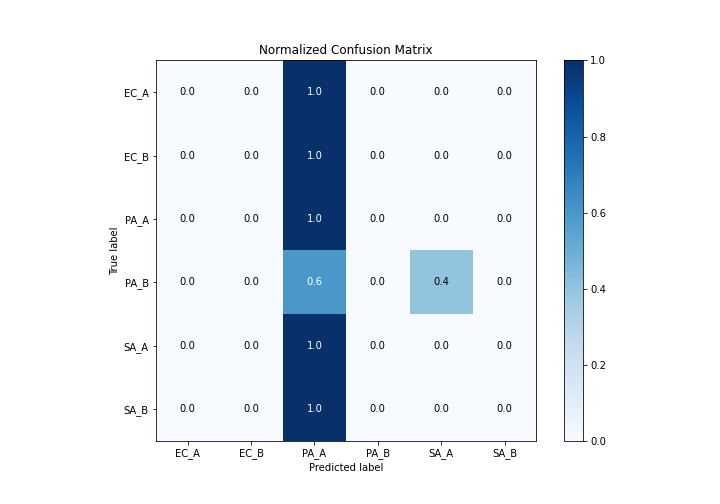 Normalized Confusion Matrix
1.0
EC_A 0.0 0.0 1.0 0.0 0.0 0.0
0.8
EC_B 0.0 0.0 1.0 0.0 0.0 0.0
PA_A 0.0 0.0 1.0 0.0 0.0 0.0
0.6
True label
PA_B 0.0 0.0 0.6 0.0 0.4 0.0
0.4
SA_A 0.0 0.0 1.0 0.0 0.0 0.0
0.2
SA_B 0.0 0.0 1.0 0.0 0.0 0.0
0.0
EC_A EC_B PA_A PA_B SA_A SA_B
Predicted label